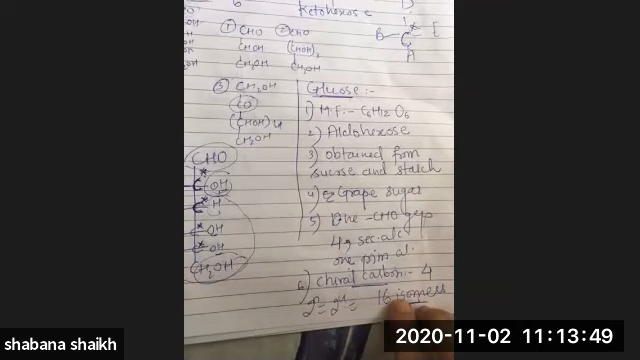 Ketohexose
① CHO
CHOH
CH2OH
② CHO
(CHOH)2
CH2OH
③ CH2OH
CO
(CHOH)4
CH2OH
CHO
OH
H
OH
OH
CH2OH
B
C
A
D
Glucose :-
1) M.F. - C6H12O6
2) Aldohexose
3) obtained from
sucrose and starch
4) Grape sugar
5) One -CHO grp
4, sec. alc
one prim al.
6) chiral carbon - 4
2ⁿ = 2⁴ = 16 isomers
shabana shaikh
2020-11-02 11:13:49